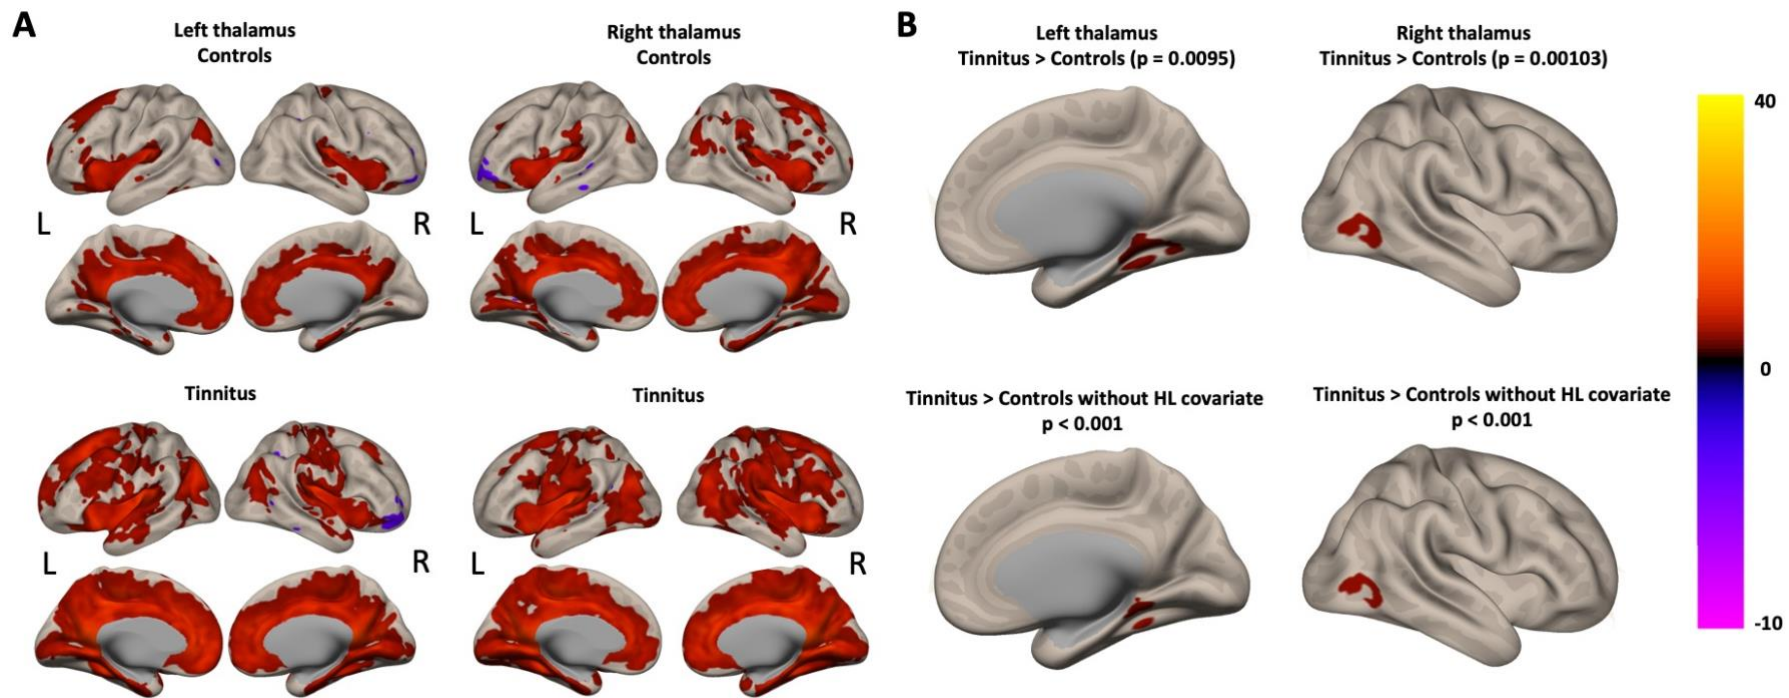 A
Left thalamus
Controls
Right thalamus
Controls
L
R
L
R
Tinnitus
Tinnitus
L
R
L
R
B
Left thalamus
Tinnitus > Controls (p = 0.0095)
Right thalamus
Tinnitus > Controls (p = 0.00103)
Tinnitus > Controls without HL covariate
p < 0.001
Tinnitus > Controls without HL covariate
p < 0.001
40
0
-10